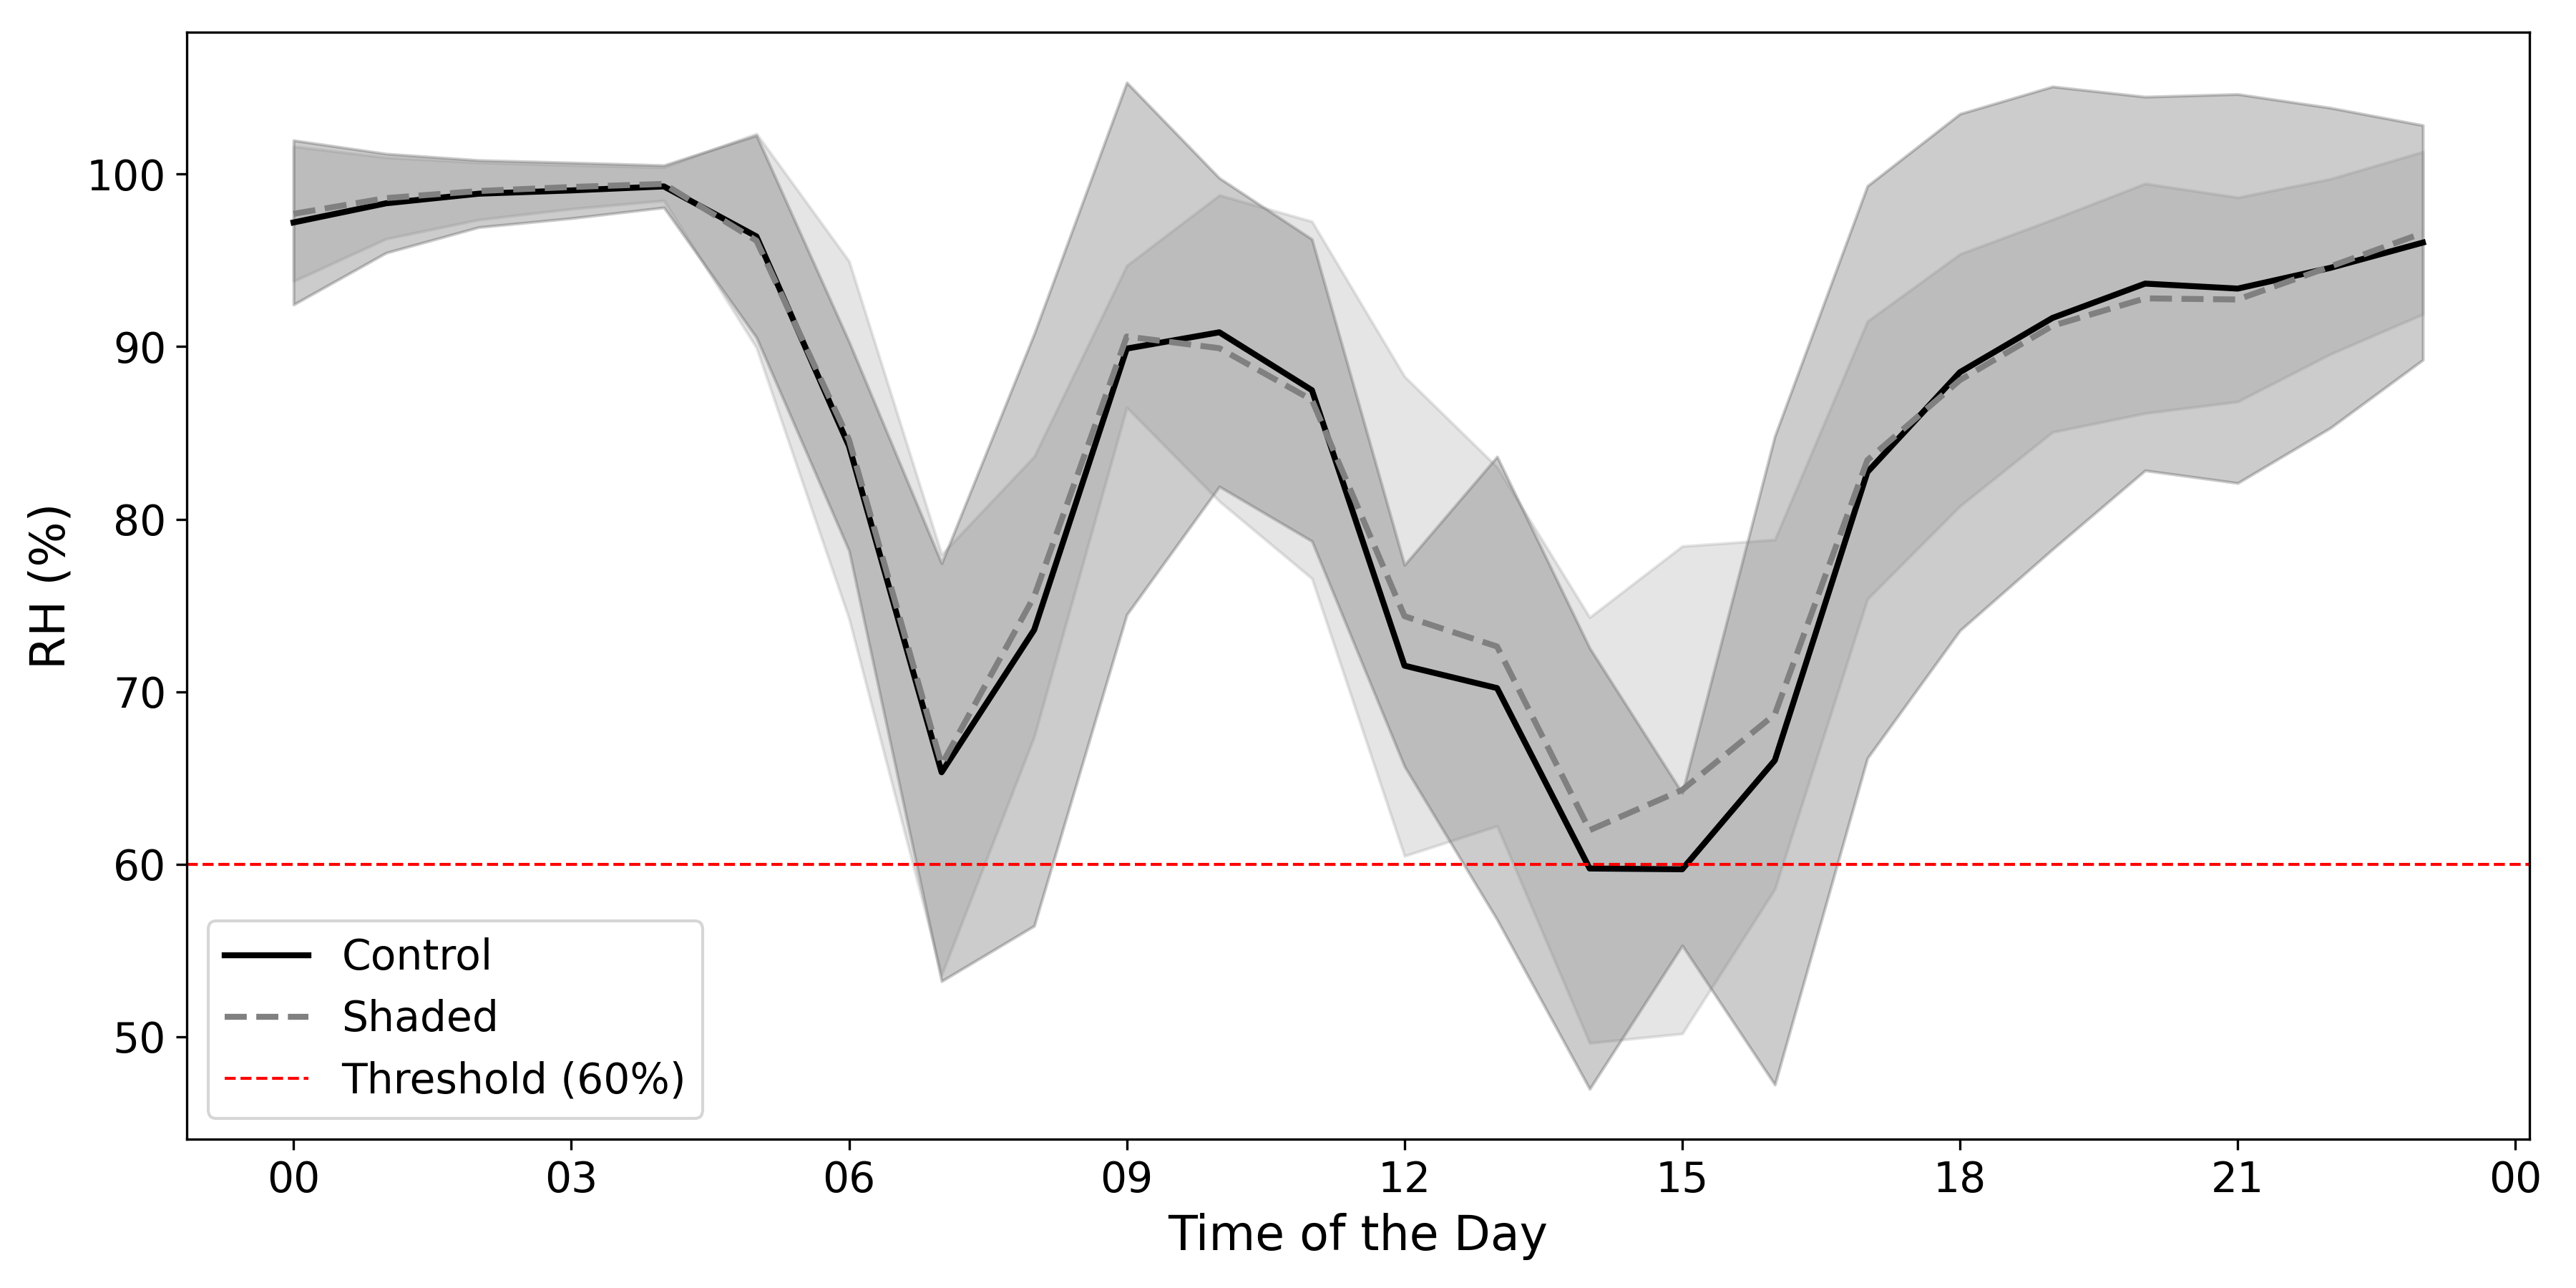 RH (%)
100
90
80
70
60
50
Control
Shaded
Threshold (60%)
00 03 06 09 12 15 18 21 00
Time of the Day